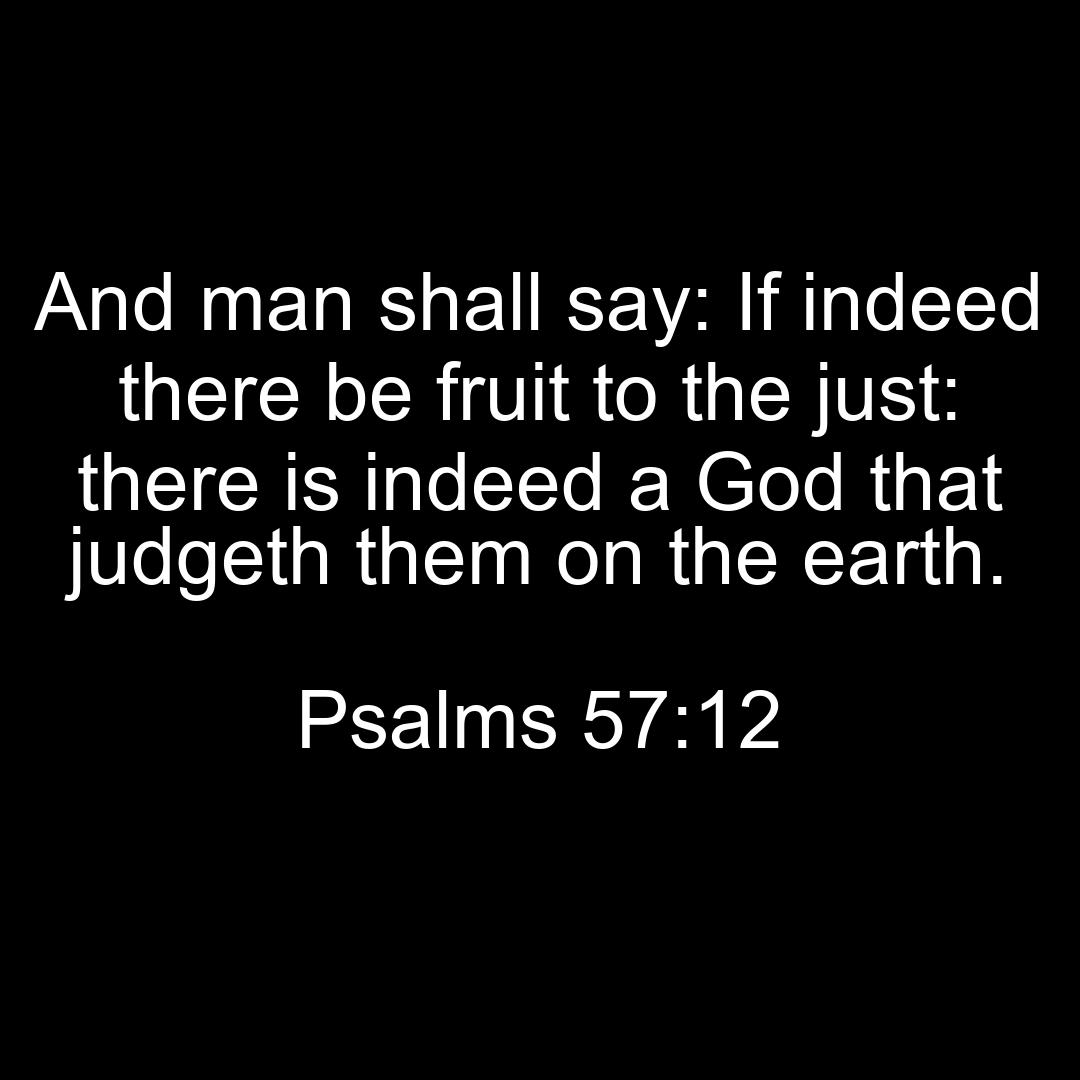 And man shall say: If indeed
there be fruit to the just:
there is indeed a God that
judgeth them on the earth.
Psalms 57:12